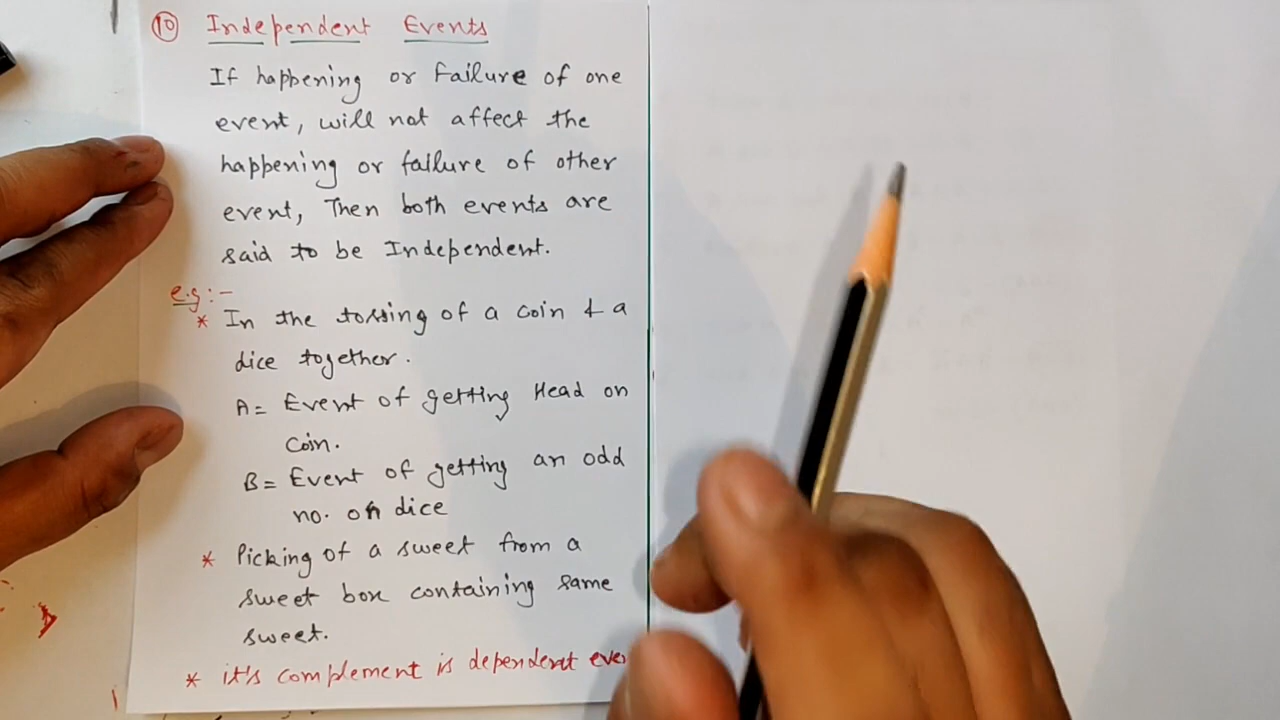 10 Independent Events
If happening or failure of one
event, will not affect the
happening or failure of other
event, Then both events are
said to be Independent.
e.g :-
* In the tossing of a coin & a
dice together.
A = Event of getting Head on
coin.
B = Event of getting an odd
no. on dice
* Picking of a sweet from a
sweet box containing same
sweet.
* it's complement is dependent eve